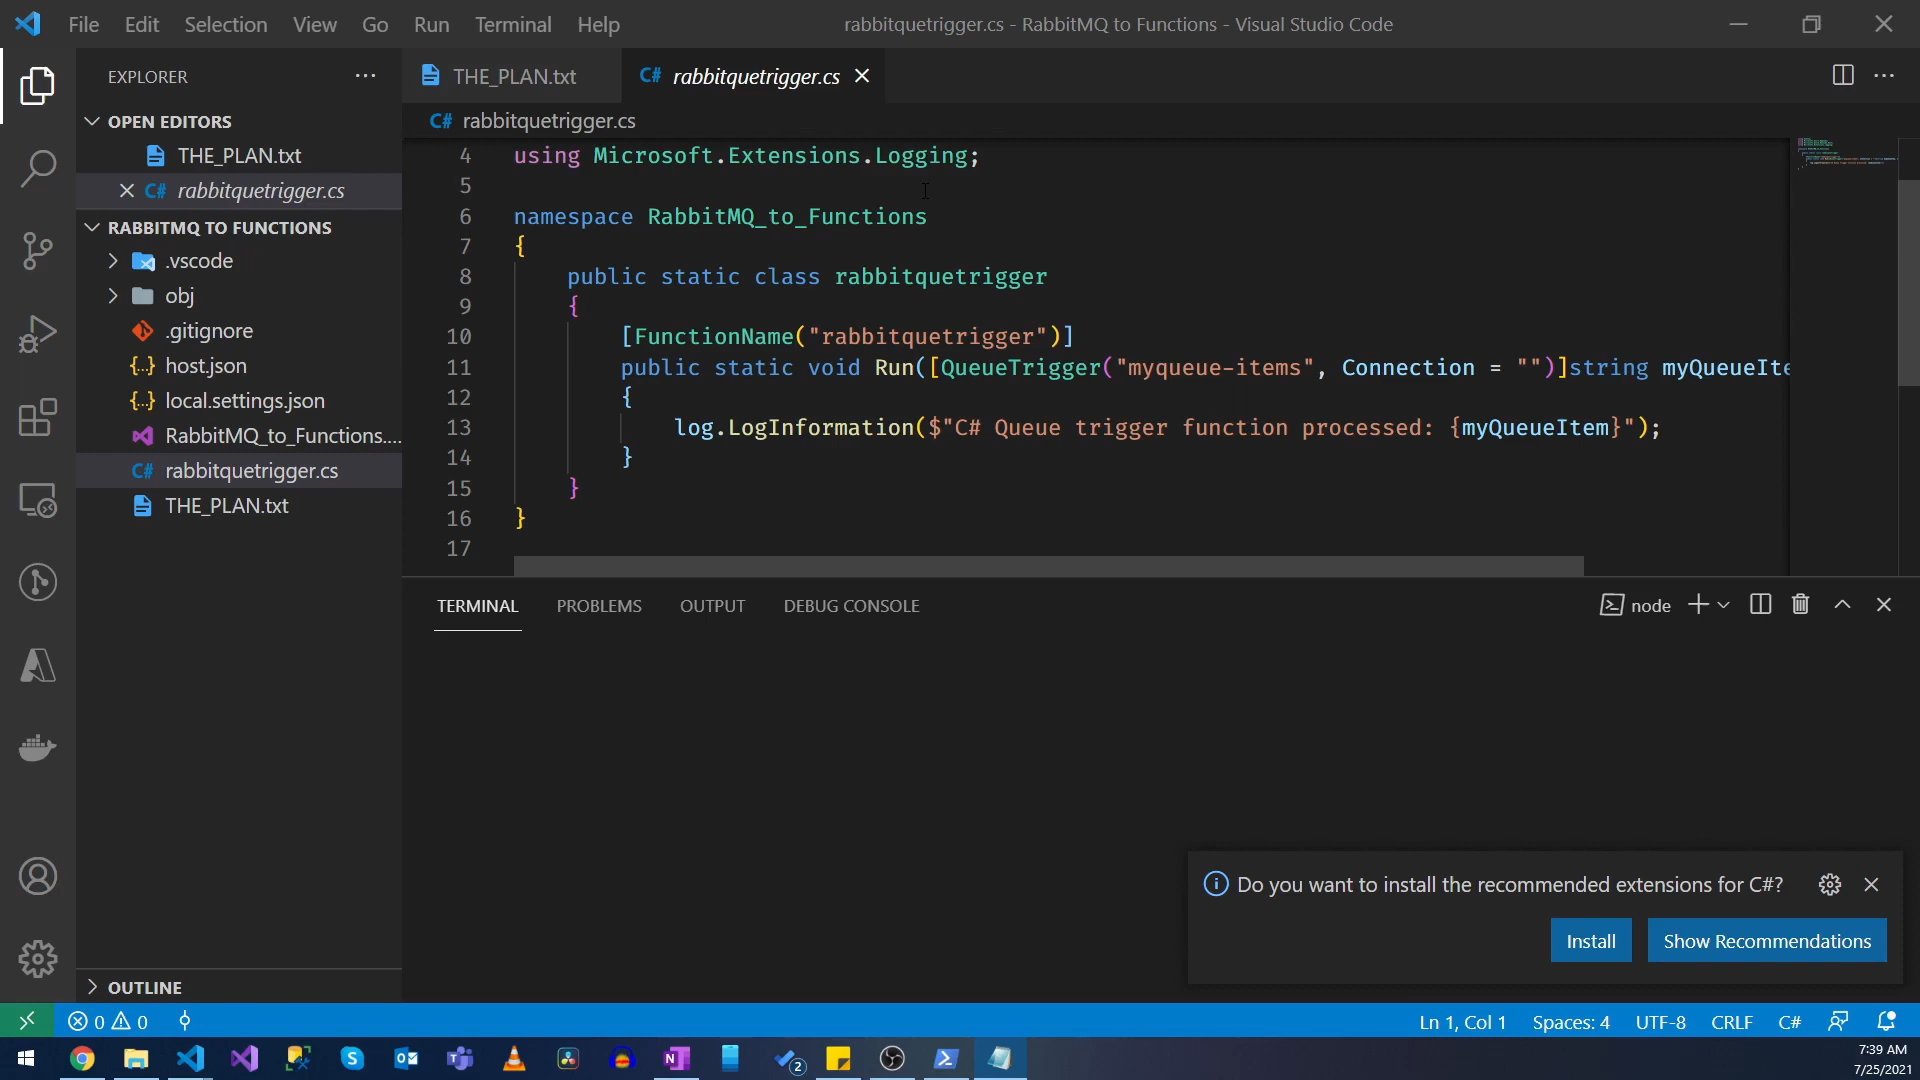 File Edit Selection View Go Run Terminal Help
rabbitquetrigger.cs - RabbitMQ to Functions - Visual Studio Code
EXPLORER
OPEN EDITORS
THE_PLAN.txt
rabbitquetrigger.cs
RABBITMQ TO FUNCTIONS
.vscode
obj
.gitignore
host.json
local.settings.json
RabbitMQ_to_Functions....
rabbitquetrigger.cs
THE_PLAN.txt
OUTLINE
THE_PLAN.txt
rabbitquetrigger.cs
rabbitquetrigger.cs
4 using Microsoft.Extensions.Logging;
5
6 namespace RabbitMQ_to_Functions
7 {
8 public static class rabbitquetrigger
9 {
10 [FunctionName("rabbitquetrigger")]
11 public static void Run([QueueTrigger("myqueue-items", Connection = "")]string myQueueIte
12 {
13 log.LogInformation($"C# Queue trigger function processed: {myQueueItem}");
14 }
15 }
16 }
17
TERMINAL PROBLEMS OUTPUT DEBUG CONSOLE
node
Do you want to install the recommended extensions for C#?
Install
Show Recommendations
0 0
Ln 1, Col 1 Spaces: 4 UTF-8 CRLF C#
2
7:39 AM
7/25/2021